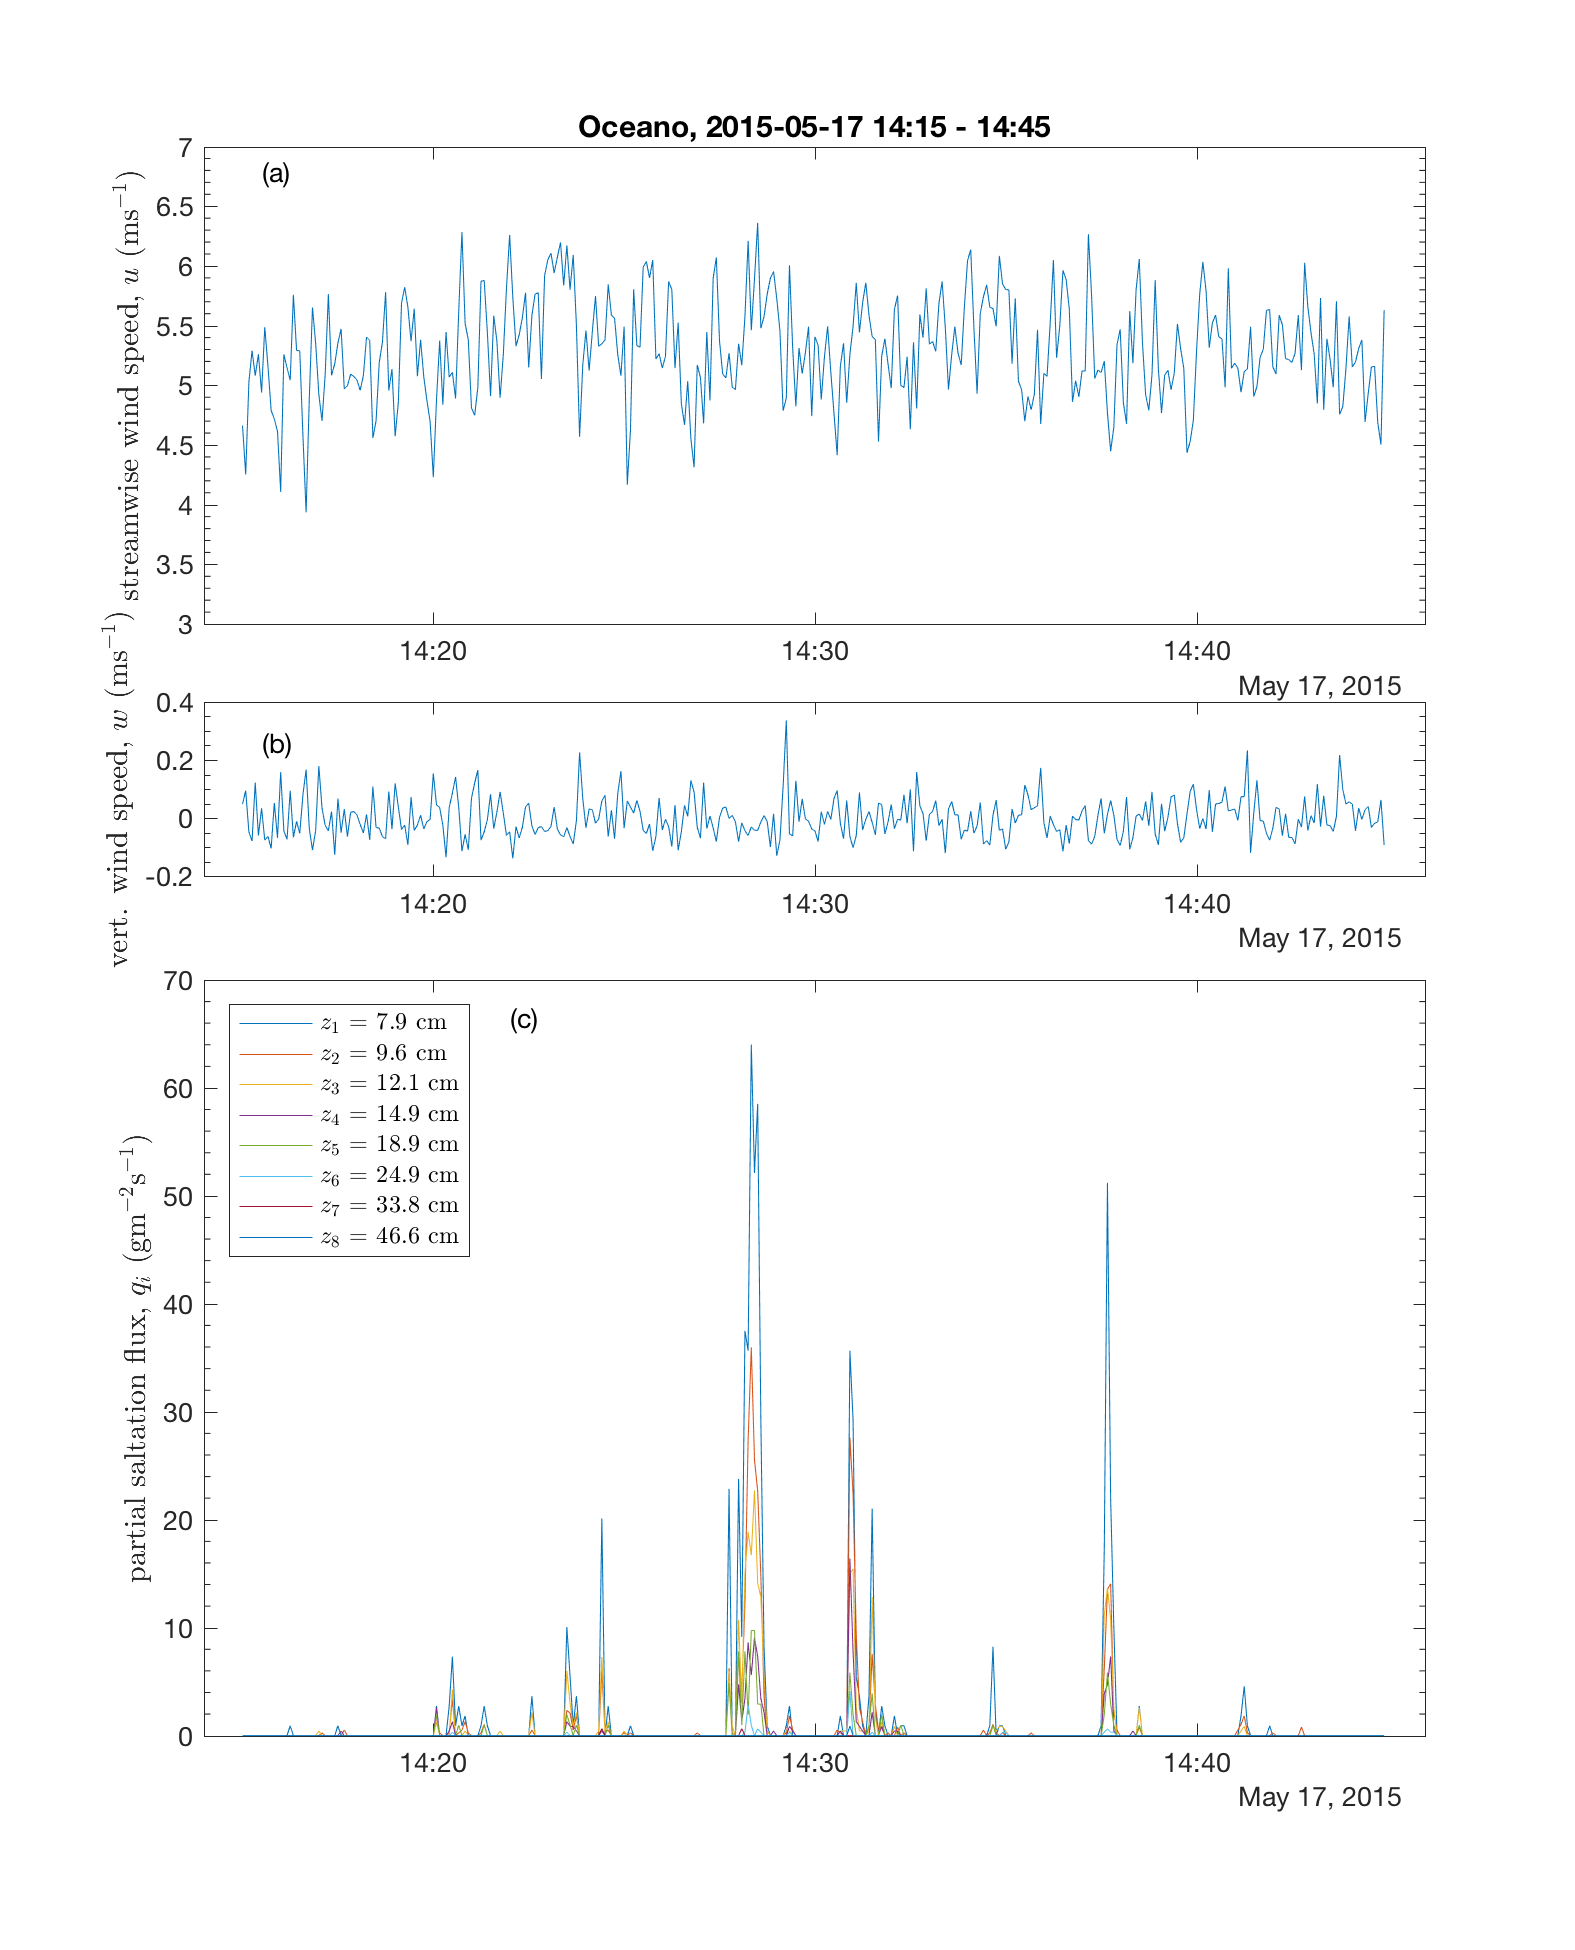 Oceano, 2015-05-17 14:15 - 14:45
(a)
streamwise wind speed, u (ms−1)
7
6.5
6
5.5
5
4.5
4
3.5
3
14:20 14:30 14:40
May 17, 2015
(b)
vert. wind speed, w (ms−1)
0.4
0.2
0
-0.2
14:20 14:30 14:40
May 17, 2015
(c)
partial saltation flux, qi (gm−2s−1)
70
60
50
40
30
20
10
0
z1 = 7.9 cm
z2 = 9.6 cm
z3 = 12.1 cm
z4 = 14.9 cm
z5 = 18.9 cm
z6 = 24.9 cm
z7 = 33.8 cm
z8 = 46.6 cm
14:20 14:30 14:40
May 17, 2015